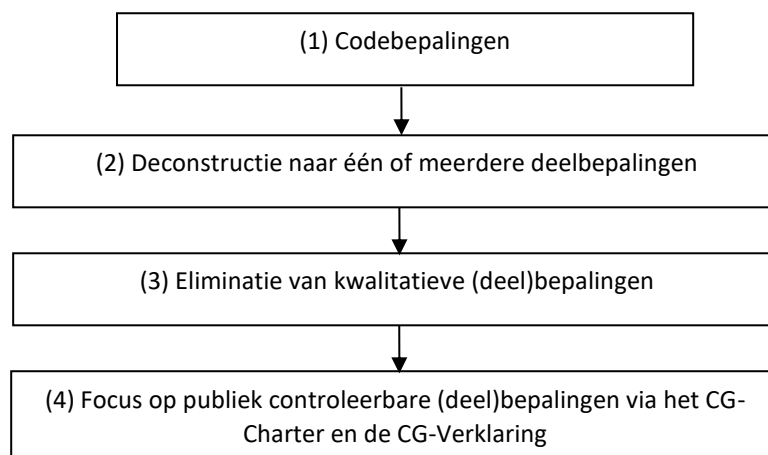 (1) Codebepalingen
(2) Deconstructie naar één of meerdere deelbepalingen
(3) Eliminatie van kwalitatieve (deel)bepalingen
(4) Focus op publiek controleerbare (deel)bepalingen via het CG-
Charter en de CG-Verklaring